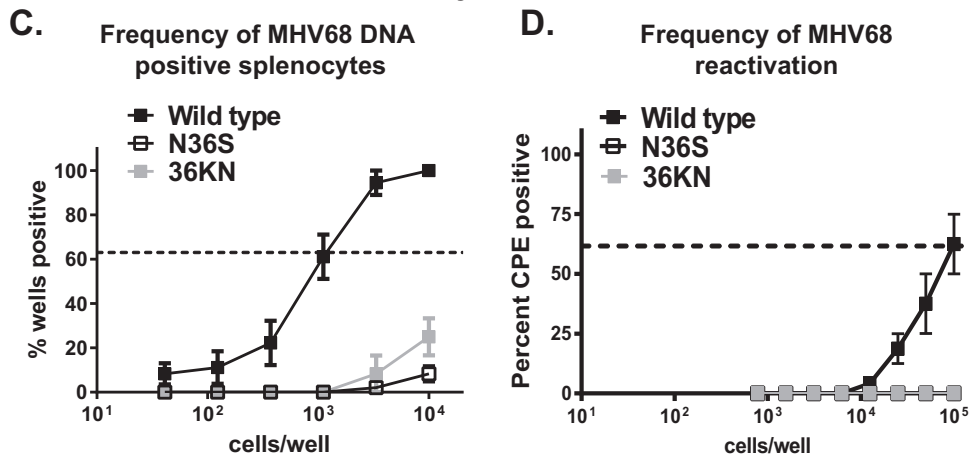 C.
Frequency of MHV68 DNA
positive splenocytes
Wild type
N36S
36KN
% wells positive
100
80
60
40
20
0
10¹
10²
10³
10⁴
cells/well
D.
Frequency of MHV68
reactivation
Wild type
N36S
36KN
Percent CPE positive
100
75
50
25
0
10¹
10²
10³
10⁴
10⁵
cells/well